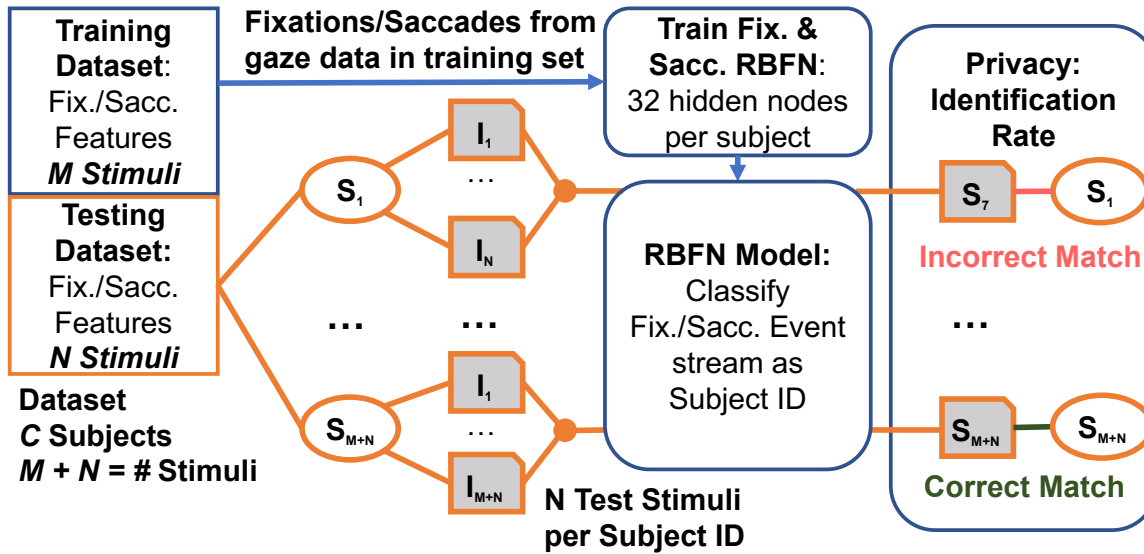 Training
Dataset:
Fix./Sacc.
Features
M Stimuli
Testing
Dataset:
Fix./Sacc.
Features
N Stimuli
Dataset
C Subjects
M + N = # Stimuli
Fixations/Saccades from
gaze data in training set
S1
I1
...
IN
...
...
SM+N
I1
...
IM+N
N Test Stimuli
per Subject ID
Train Fix. &
Sacc. RBFN:
32 hidden nodes
per subject
RBFN Model:
Classify
Fix./Sacc. Event
stream as
Subject ID
Privacy:
Identification
Rate
S7 S1
Incorrect Match
...
SM+N SM+N
Correct Match